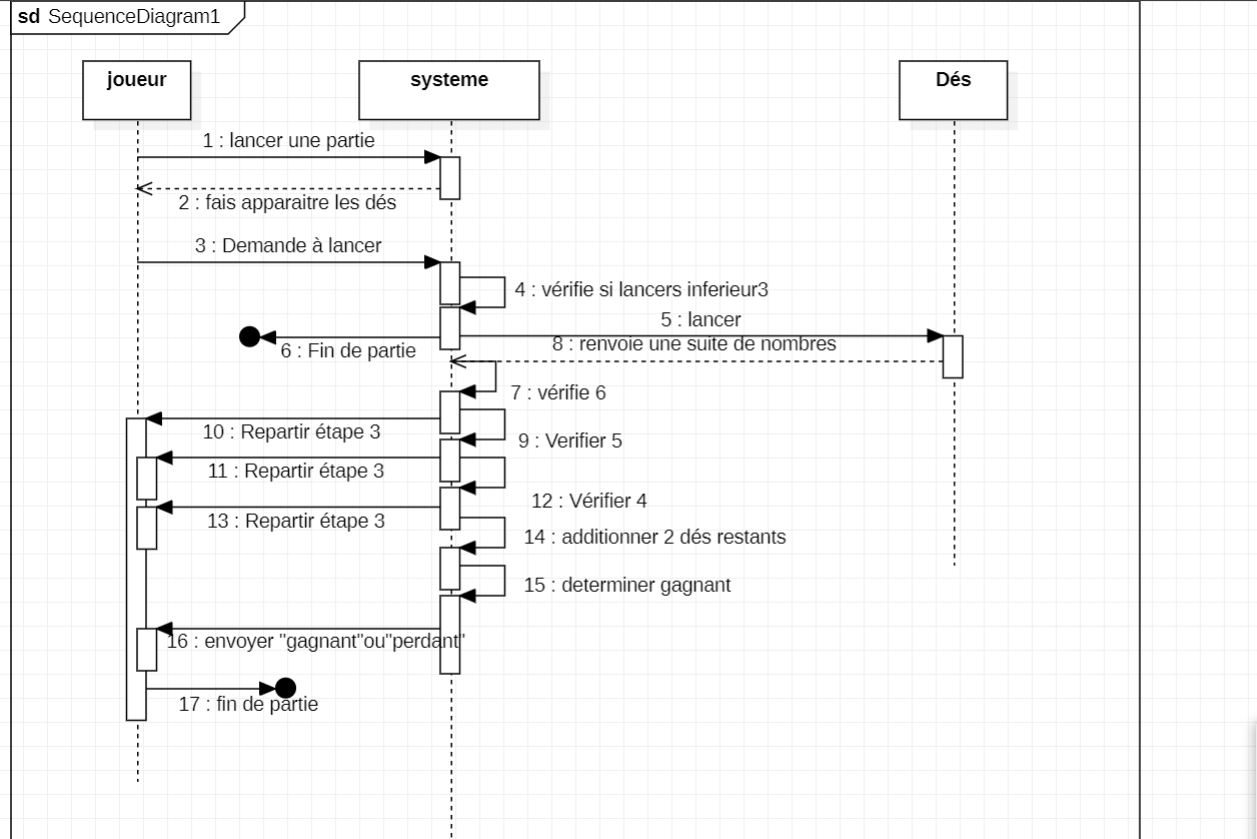 sd SequenceDiagram1
joueur
systeme
Dés
1 : lancer une partie
2 : fais apparaitre les dés
3 : Demande à lancer
4 : vérifie si lancers inferieur3
5 : lancer
8 : renvoie une suite de nombres
6 : Fin de partie
7 : vérifie 6
10 : Repartir étape 3
9 : Verifier 5
11 : Repartir étape 3
12 : Vérifier 4
13 : Repartir étape 3
14 : additionner 2 dés restants
15 : determiner gagnant
16 : envoyer "gagnant"ou"perdant"
17 : fin de partie